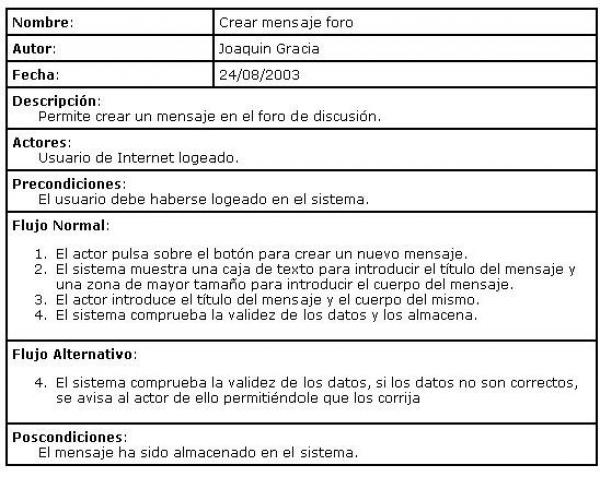 Nombre: Crear mensaje foro
Autor: Joaquin Gracia
Fecha: 24/08/2003
Descripción:
Permite crear un mensaje en el foro de discusión.
Actores:
Usuario de Internet logeado.
Precondiciones:
El usuario debe haberse logeado en el sistema.
Flujo Normal:
1. El actor pulsa sobre el botón para crear un nuevo mensaje.
2. El sistema muestra una caja de texto para introducir el título del mensaje y
una zona de mayor tamaño para introducir el cuerpo del mensaje.
3. El actor introduce el título del mensaje y el cuerpo del mismo.
4. El sistema comprueba la validez de los datos y los almacena.
Flujo Alternativo:
4. El sistema comprueba la validez de los datos, si los datos no son correctos,
se avisa al actor de ello permitiéndole que los corrija
Poscondiciones:
El mensaje ha sido almacenado en el sistema.